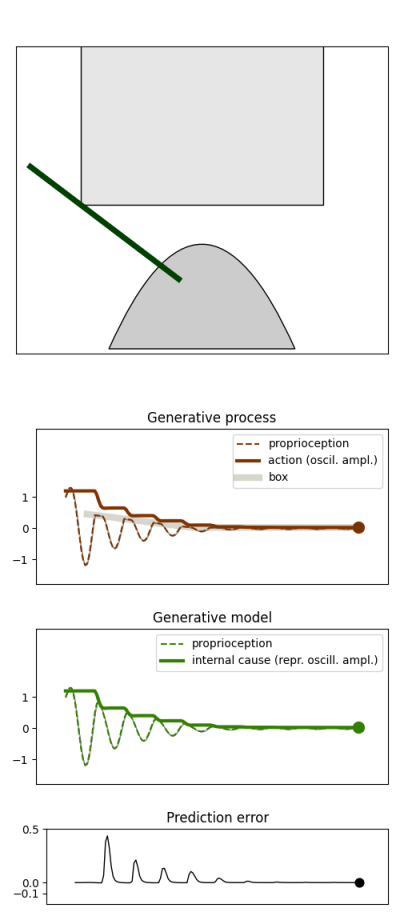 Generative process
proprioception
action (oscil. ampl.)
box
1
0
−1
Generative model
proprioception
internal cause (repr. oscill. ampl.)
1
0
−1
Prediction error
0.5
0.0
−0.1